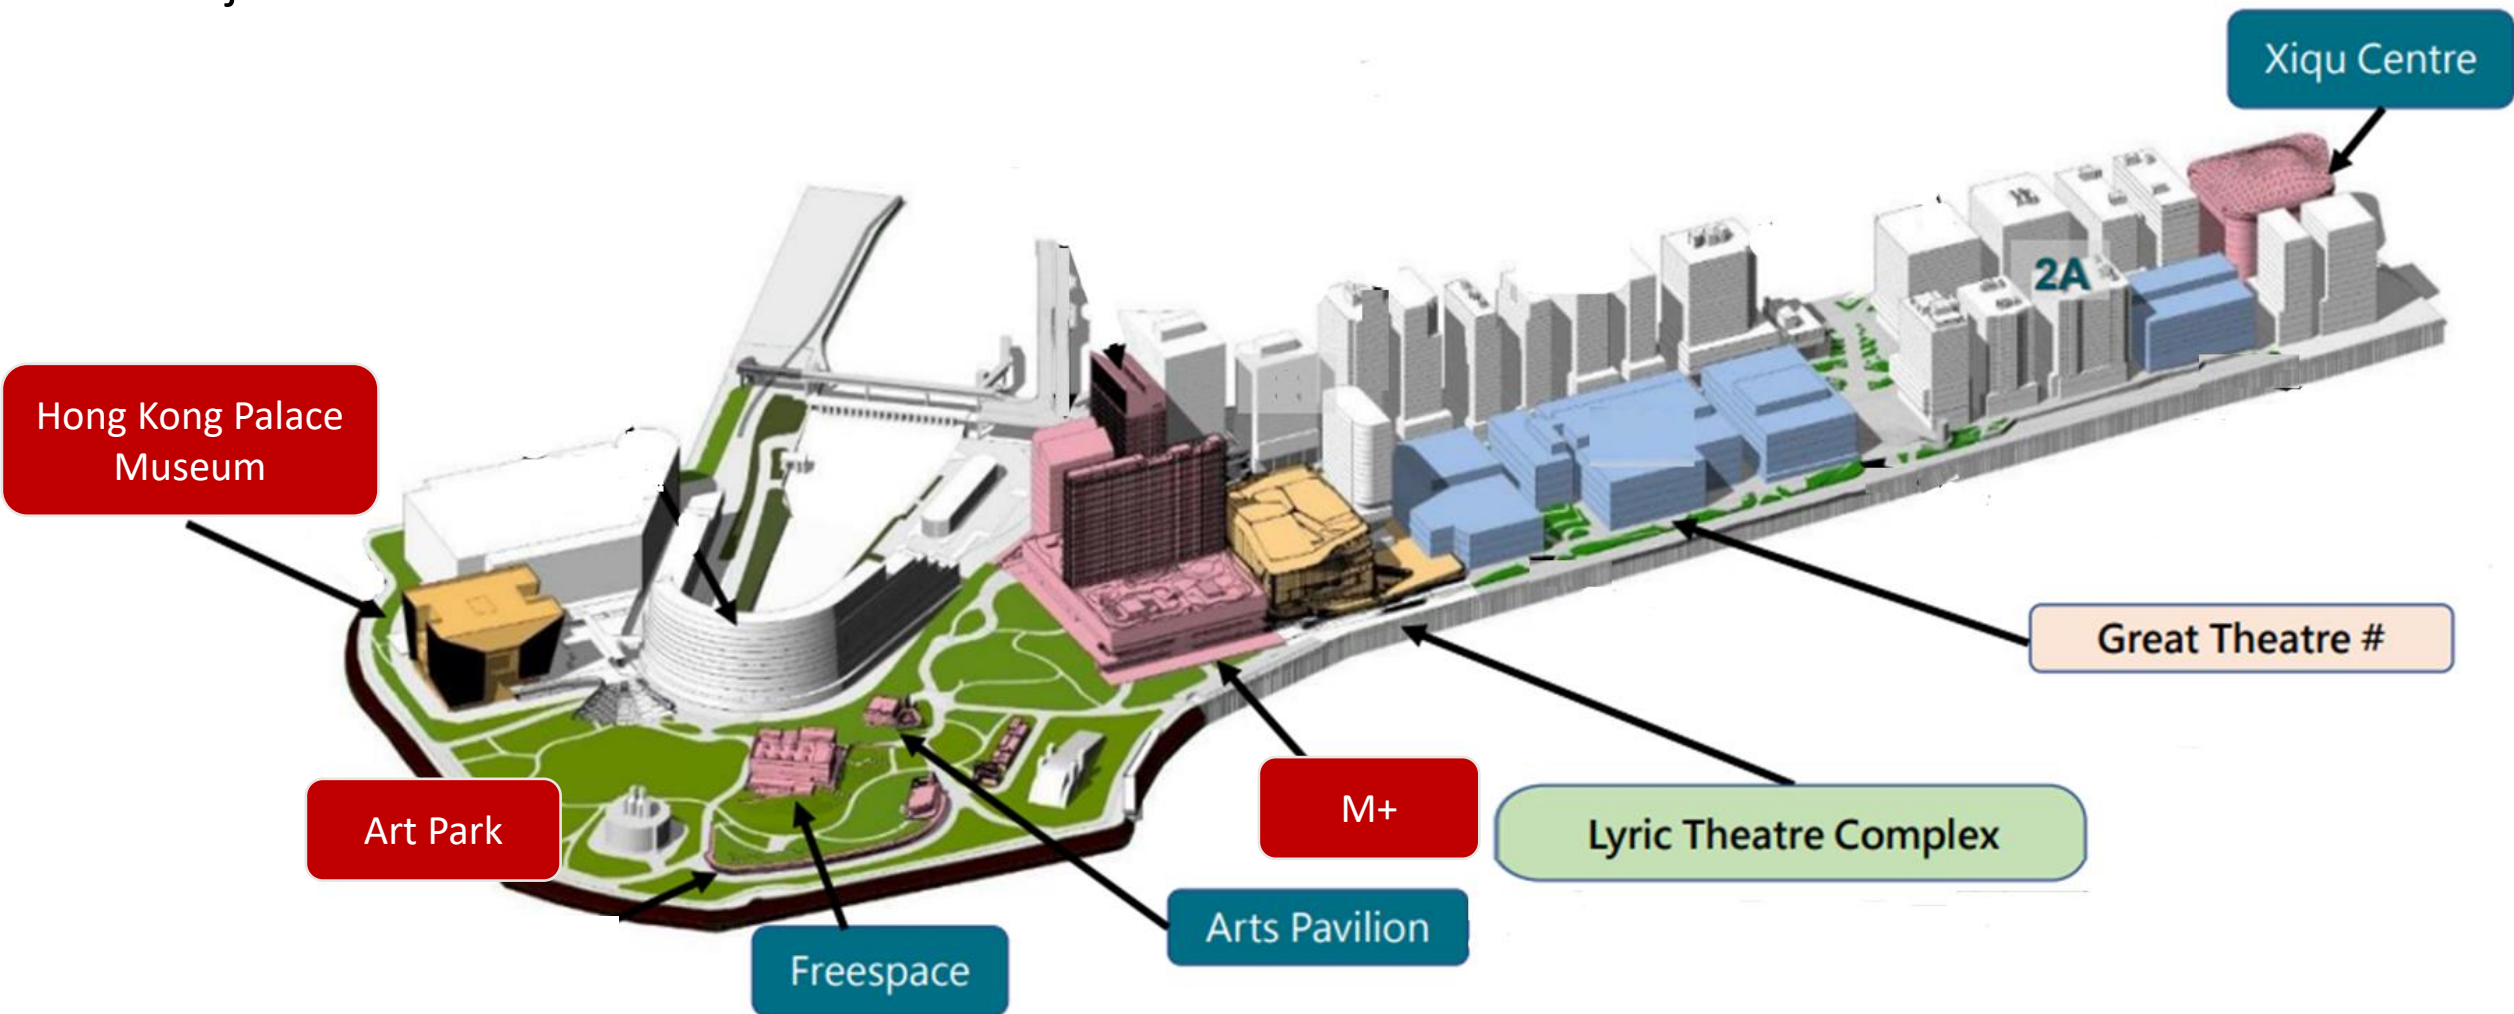 Xiqu Centre
2A
Hong Kong Palace
Museum
Great Theatre #
Art Park
M+
Lyric Theatre Complex
Arts Pavilion
Freespace